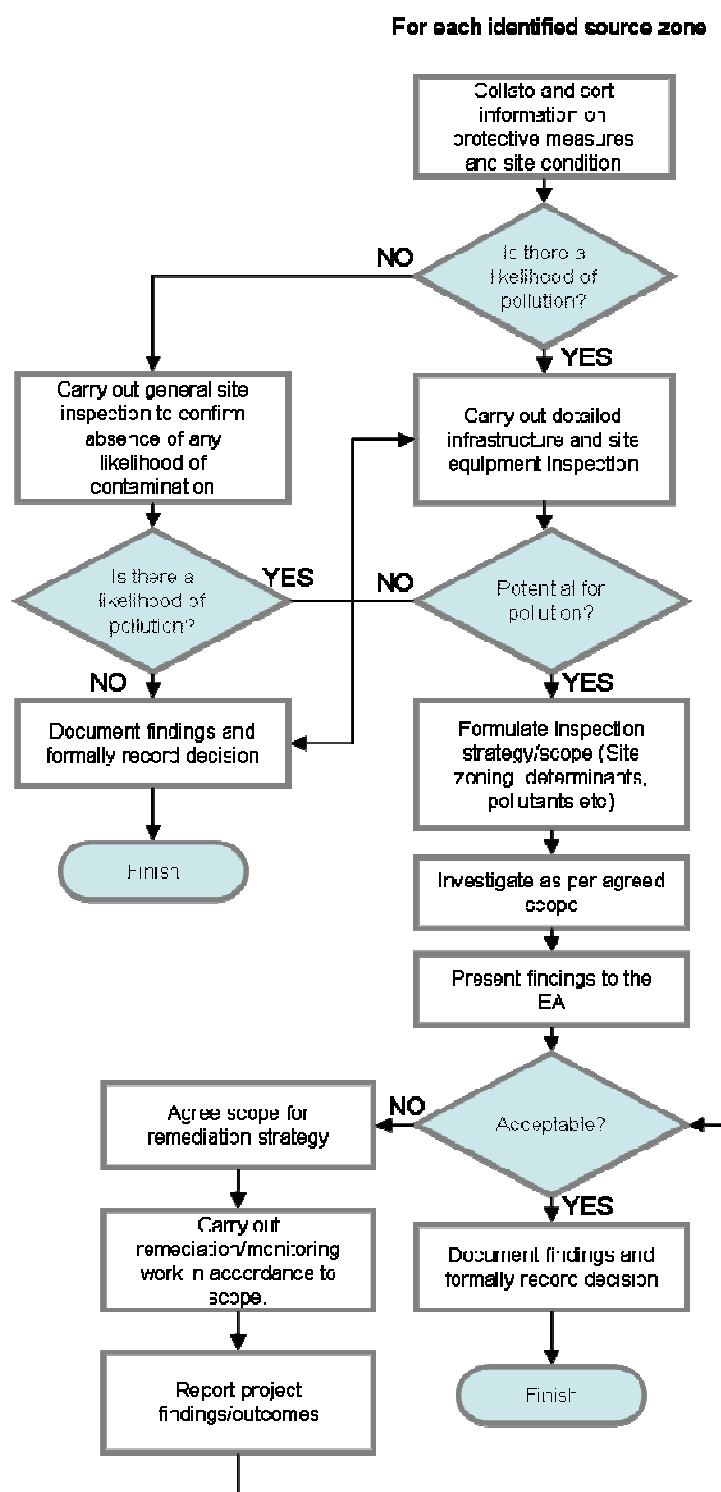 For each identified source zone
Collate and sort
information on
protective measures
and site condition
Is there a
likelihood of
pollution?
NO
YES
Carry out general site
inspection to confirm
absence of any
likelihood of
contamination
Carry out detailed
infrastructure and site
equipment Inspection
Is there a
likelihood of
pollution?
YES
NO
NO
Potential for
pollution?
YES
Document findings and
formally record decision
Finish
Formulate Inspection
strategy/scope (Site
zoning, determinants,
pollutants etc)
Investigate as per agreed
scope
Present findings to the
EA
Acceptable?
NO
YES
Agree scope for
remediation strategy
Carry out
remediation/monitoring
work in accordance to
scope.
Report project
findings/outcomes
Document findings and
formally record decision
Finish